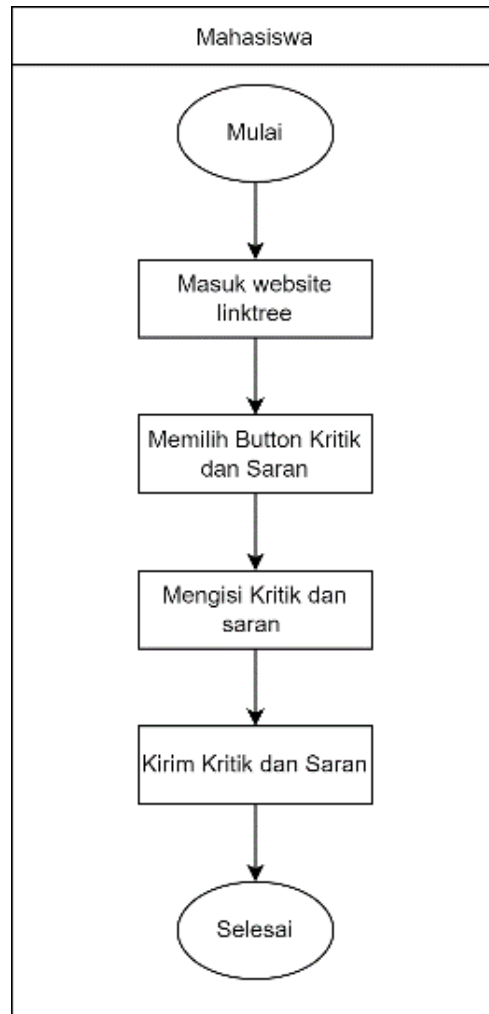 Mahasiswa
Mulai
Masuk website
linktree
Memilih Button Kritik
dan Saran
Mengisi Kritik dan
saran
Kirim Kritik dan Saran
Selesai